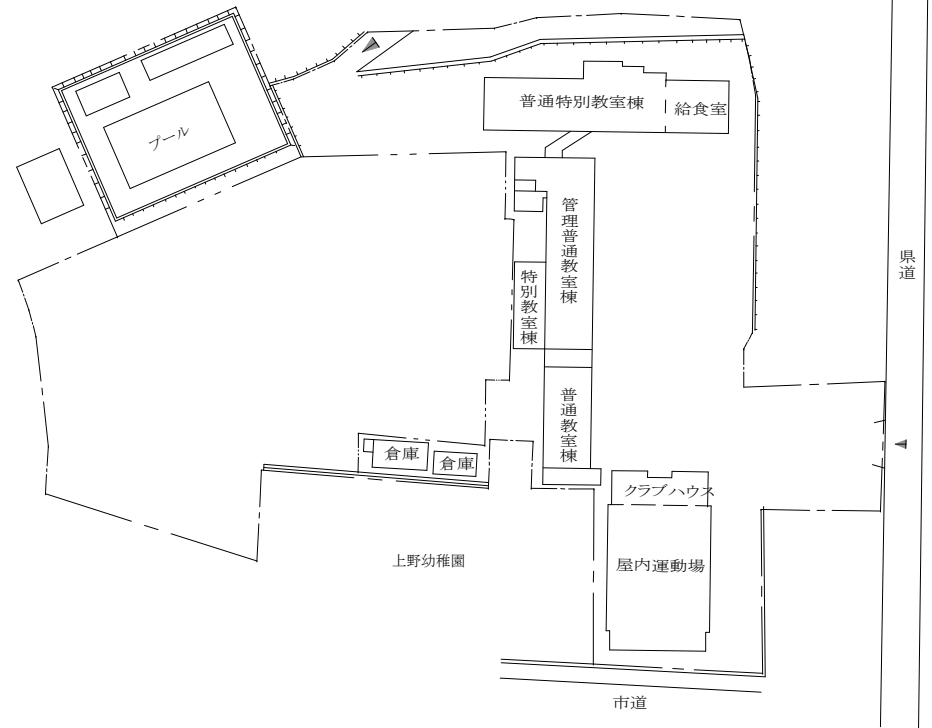 普通特別教室棟
給食室
プール
管理普通教室棟
県道
特別教室棟
普通教室棟
倉庫
倉庫
クラブハウス
上野幼稚園
屋内運動場
市道